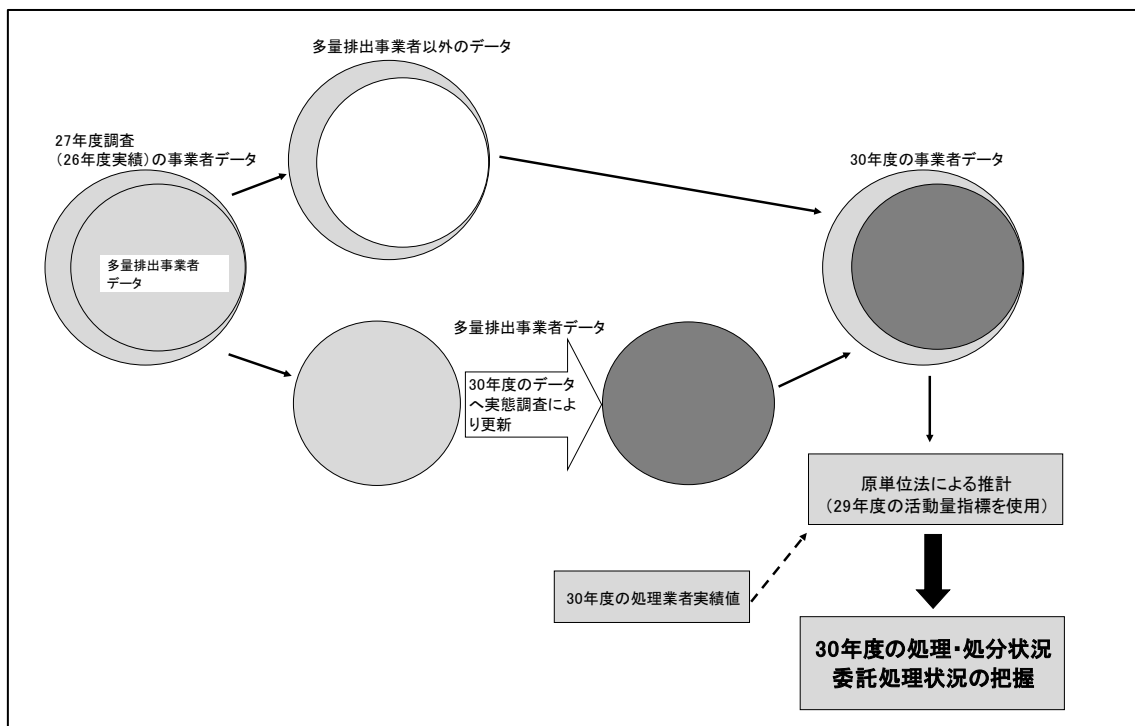 多量排出事業者以外のデータ
27年度調査
(26年度実績)の事業者データ
30年度の事業者データ
多量排出事業者
データ
多量排出事業者データ
30年度のデータ
へ実態調査によ
り更新
原単位法による推計
(29年度の活動量指標を使用)
30年度の処理業者実績値
30年度の処理・処分状況
委託処理状況の把握